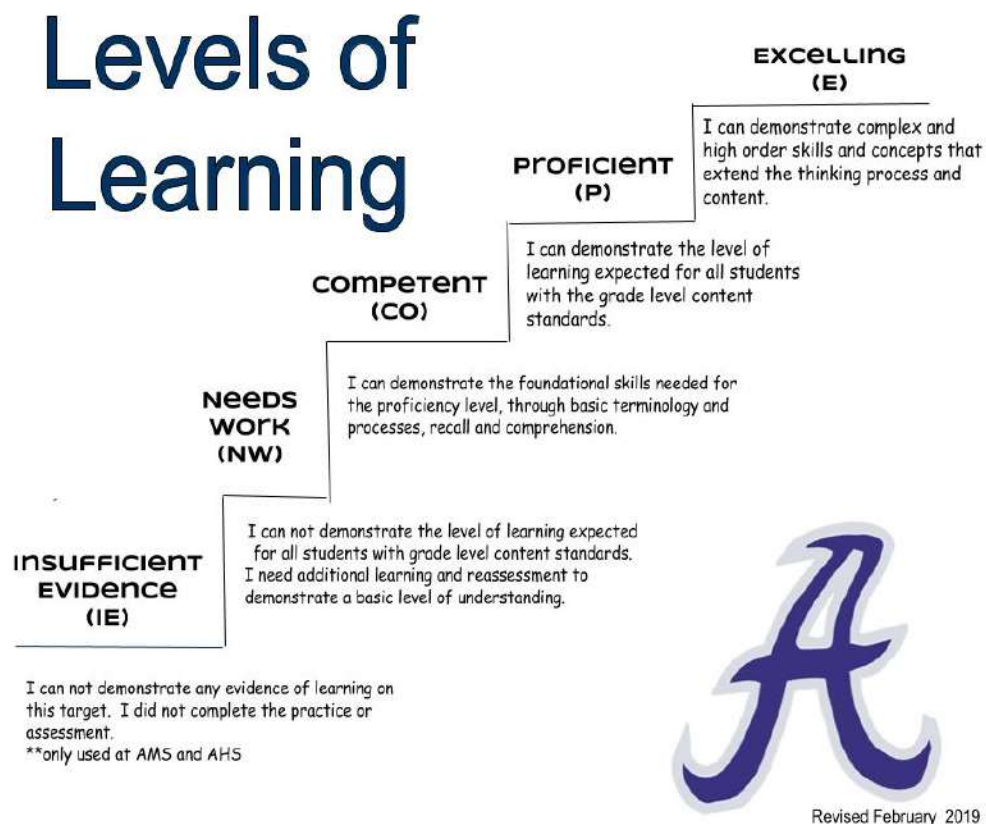 Levels of
Learning
EXCELLING
(E)
I can demonstrate complex and
high order skills and concepts that
extend the thinking process and
content.
PROFICIENT
(P)
I can demonstrate the level of
learning expected for all students
with the grade level content
standards.
COMPETENT
(CO)
I can demonstrate the foundational skills needed for
the proficiency level, through basic terminology and
processes, recall and comprehension.
NEEDS
WORK
(NW)
I can not demonstrate the level of learning expected
for all students with grade level content standards.
I need additional learning and reassessment to
demonstrate a basic level of understanding.
INSUFFICIENT
EVIDENCE
(IE)
I can not demonstrate any evidence of learning on
this target. I did not complete the practice or
assessment.
**only used at AMS and AHS
A
Revised February 2019